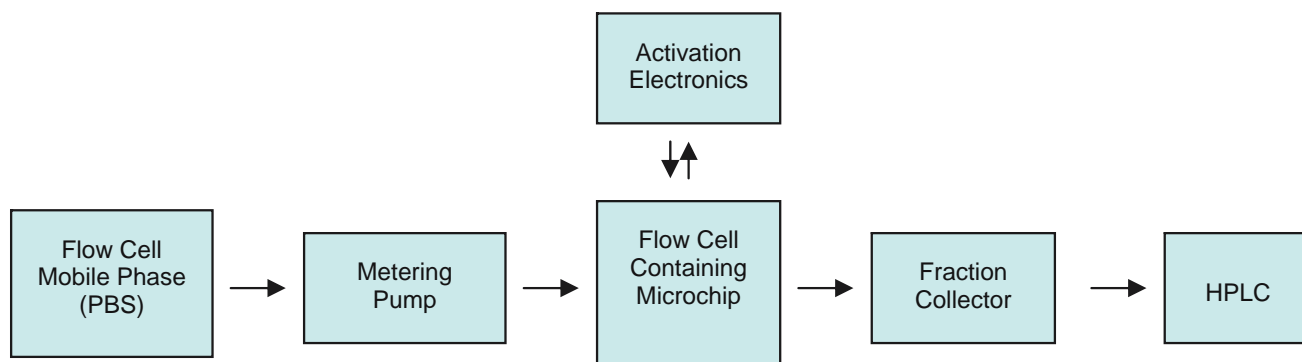 Activation
Electronics
Flow Cell
Mobile Phase
(PBS)
Metering
Pump
Flow Cell
Containing
Microchip
Fraction
Collector
HPLC